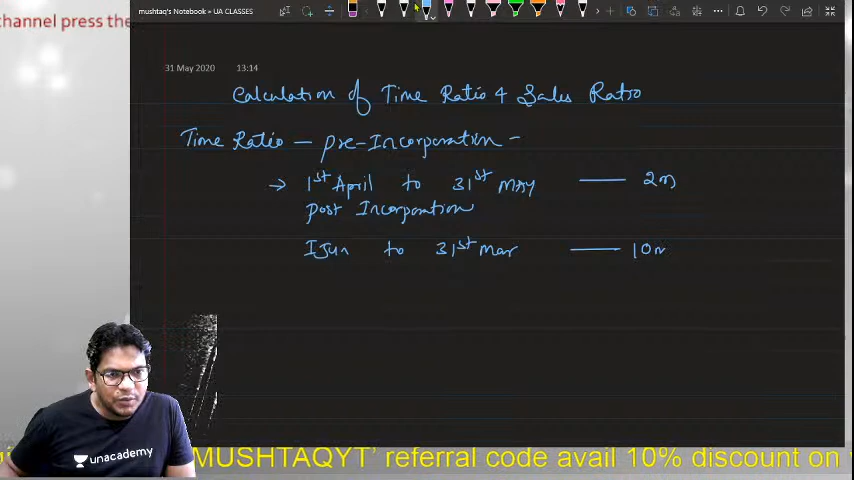 channel press the
mushtaq's Notebook » UA CLASSES
31 May 2020 13:14
Calculation of Time Ratio & Sales Ratio
Time Ratio — pre-Incorporation –
→ 1st April to 31st MAY —— 2m
post Incorporation
1Jun to 31st Mar —— 10m
unacademy
'MUSHTAQYT' referral code avail 10% discount on